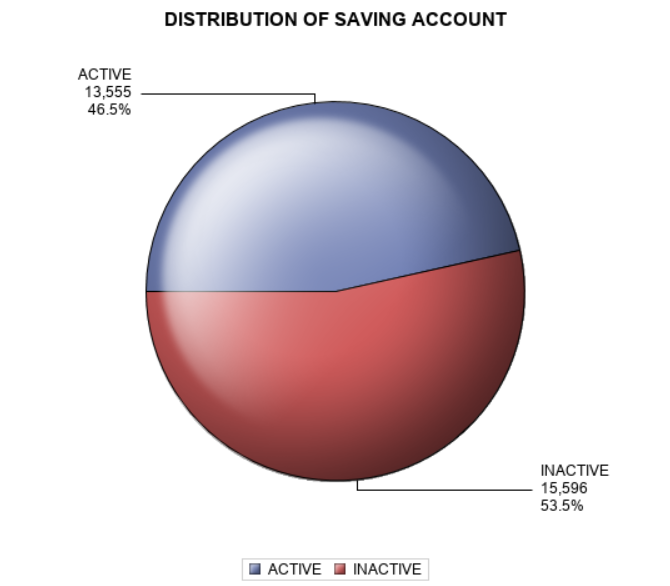 DISTRIBUTION OF SAVING ACCOUNT
ACTIVE
13,555
46.5%
INACTIVE
15,596
53.5%
ACTIVE INACTIVE